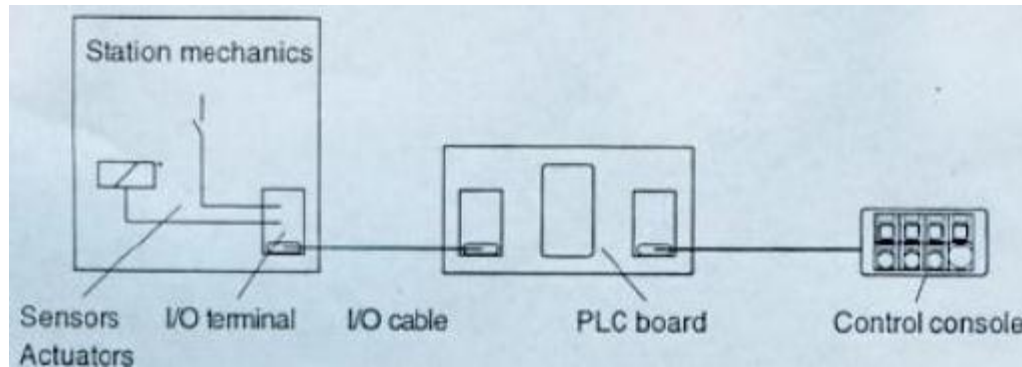 Station mechanics
Sensors
Actuators
I/O terminal
I/O cable
PLC board
Control console